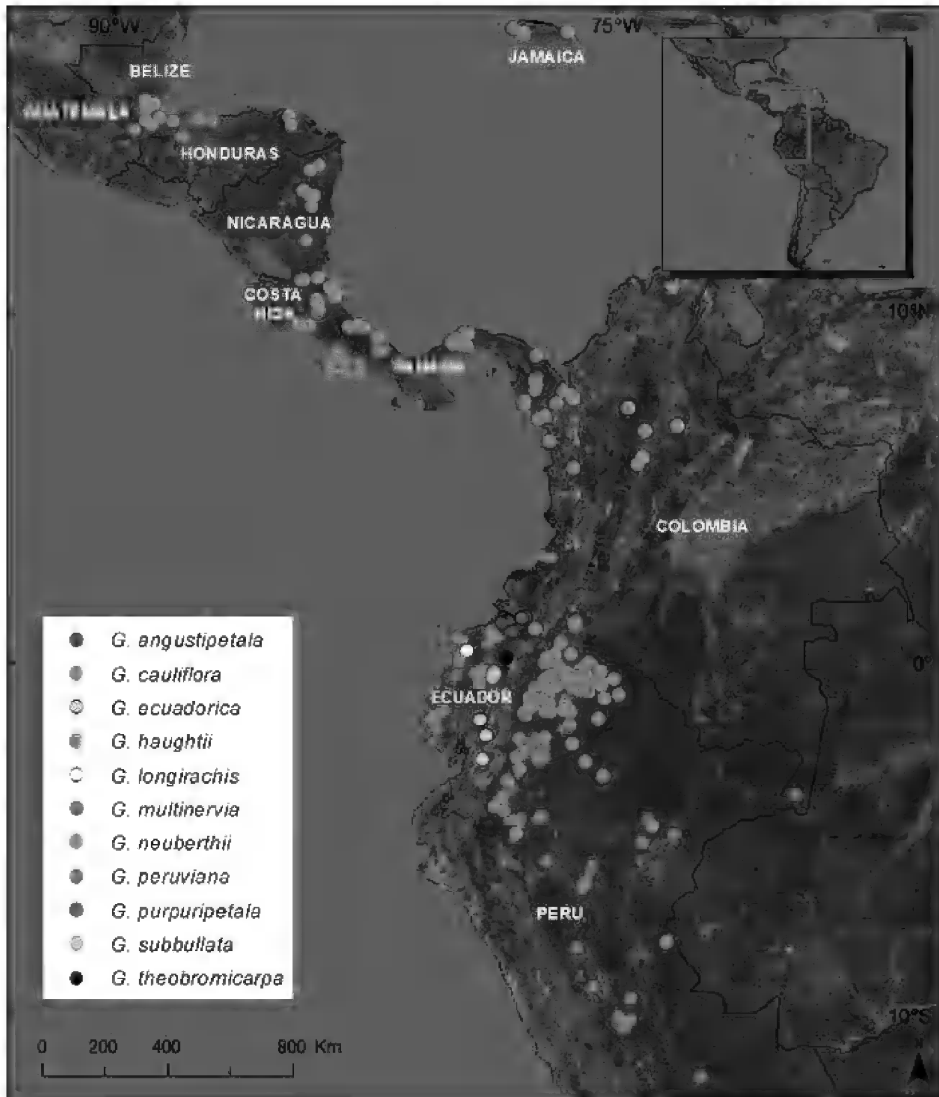 90°W 75°W
JAMAICA
BELIZE
HONDURAS
NICARAGUA
COSTA
10°N
COLOMBIA
0°
ECUADOR
PERU
10°S
N
G. angustipetala
G. cauliflora
G. ecuadorica
G. haughtii
G. longirachis
G. multinervia
G. neuberthii
G. peruviana
G. purpuripetala
G. subbullata
G. theobromicarpa
0 200 400 800 Km